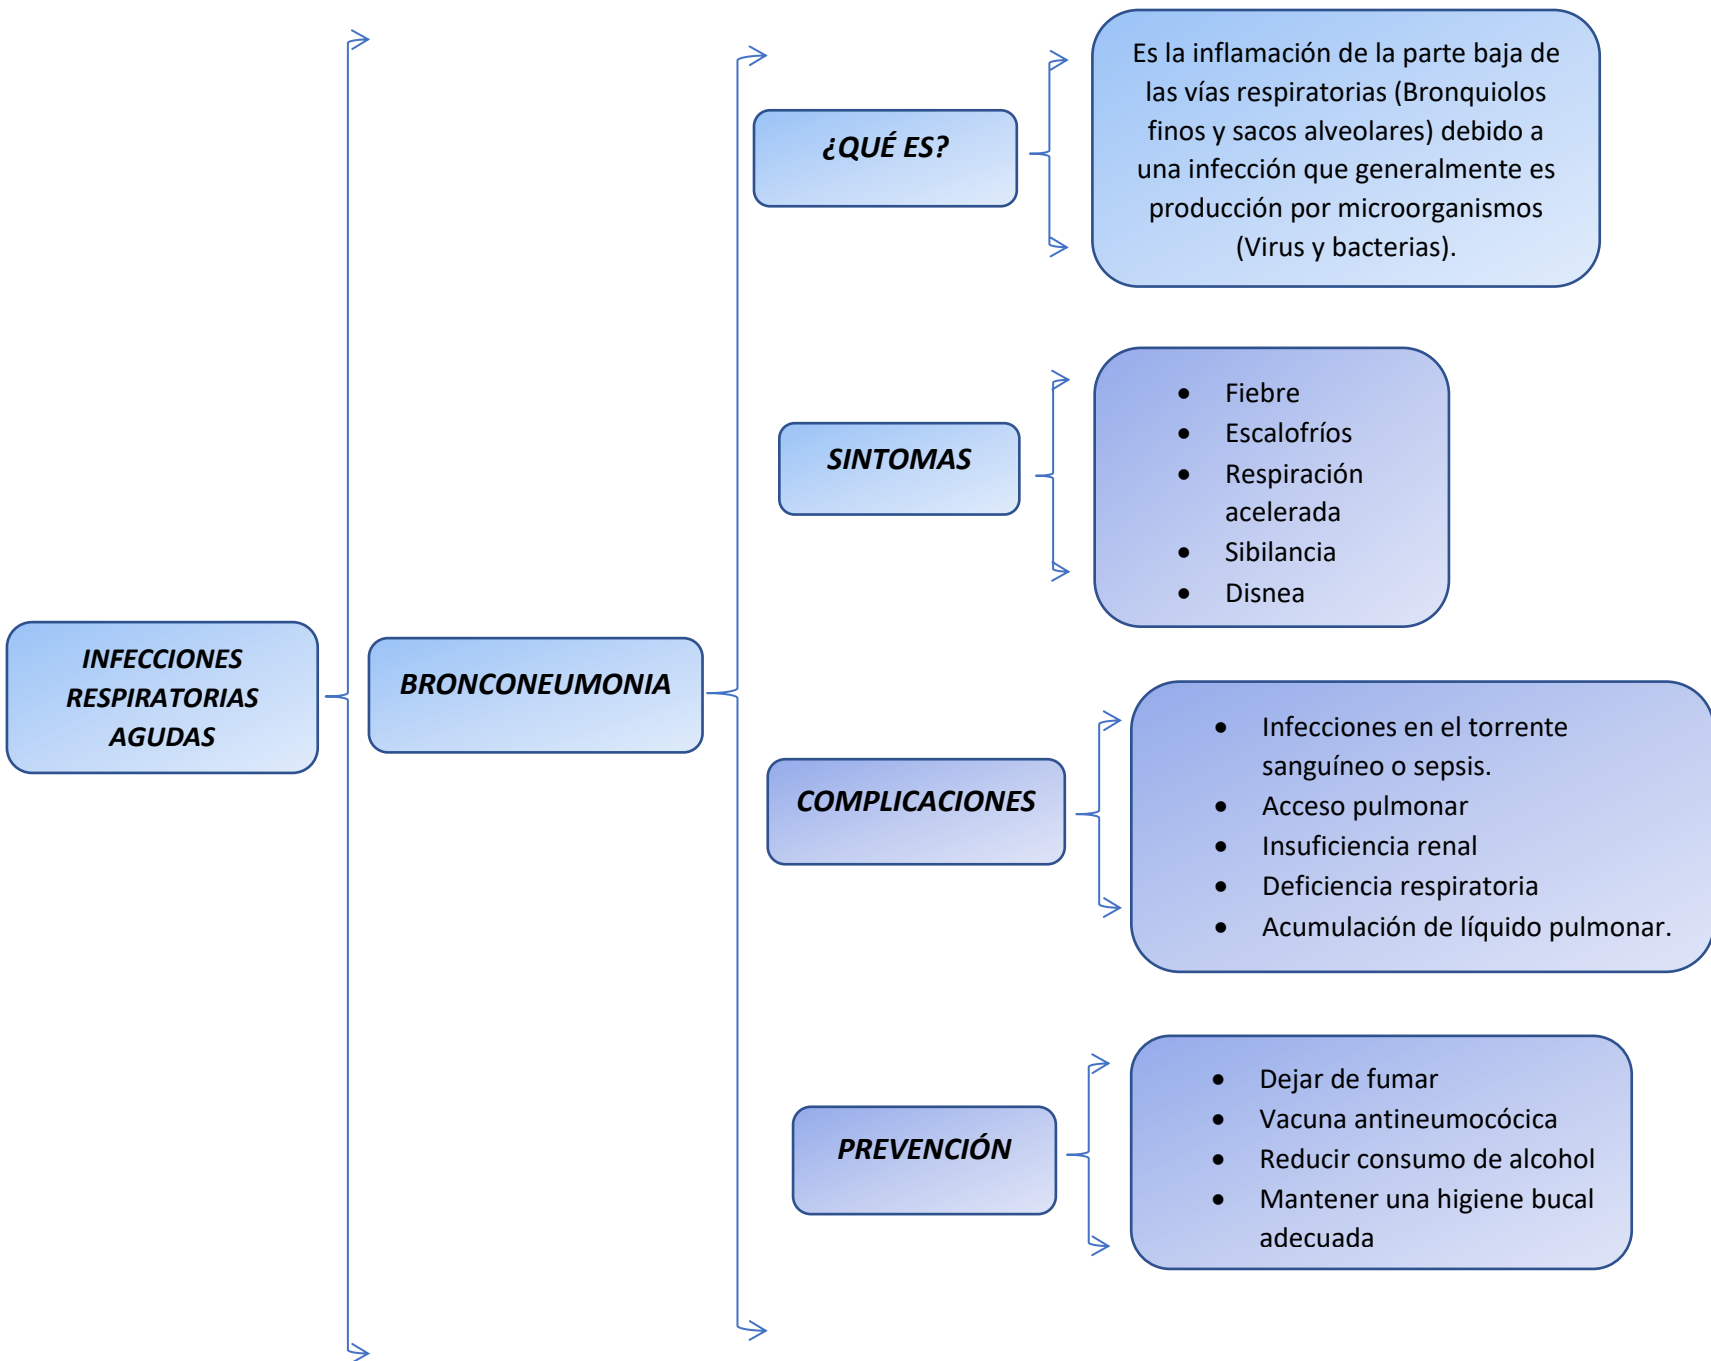 INFECCIONES
RESPIRATORIAS
AGUDAS
BRONCONEUMONIA
¿QUÉ ES?
Es la inflamación de la parte baja de
las vías respiratorias (Bronquiolos
finos y sacos alveolares) debido a
una infección que generalmente es
producción por microorganismos
(Virus y bacterias).
SINTOMAS
• Fiebre
• Escalofríos
• Respiración
acelerada
• Sibilancia
• Disnea
COMPLICACIONES
• Infecciones en el torrente
sanguíneo o sepsis.
• Acceso pulmonar
• Insuficiencia renal
• Deficiencia respiratoria
• Acumulación de líquido pulmonar.
PREVENCIÓN
• Dejar de fumar
• Vacuna antineumocócica
• Reducir consumo de alcohol
• Mantener una higiene bucal
adecuada